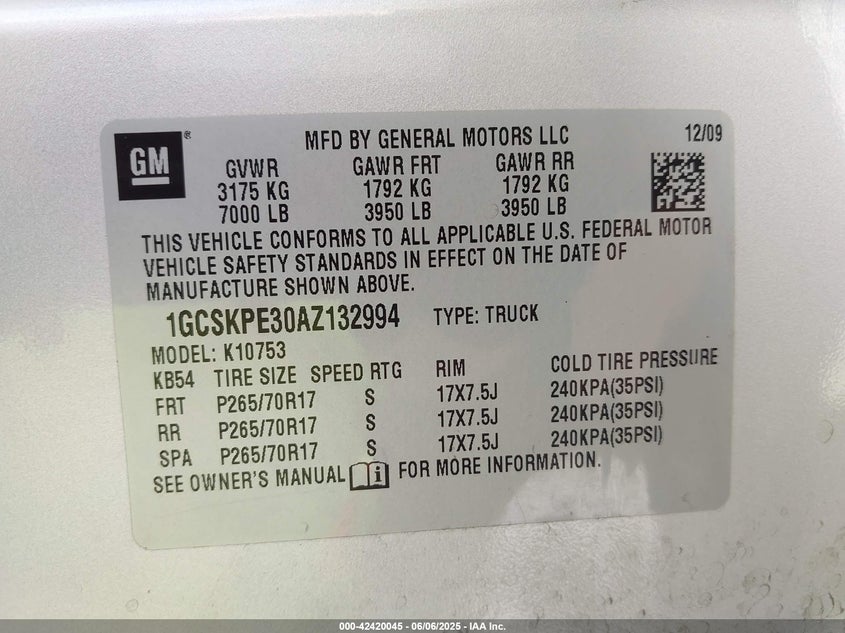 GM ®
MFD BY GENERAL MOTORS LLC 12/09
GVWR GAWR FRT GAWR RR
3175 KG 1792 KG 1792 KG
7000 LB 3950 LB 3950 LB
THIS VEHICLE CONFORMS TO ALL APPLICABLE U.S. FEDERAL MOTOR
VEHICLE SAFETY STANDARDS IN EFFECT ON THE DATE OF
MANUFACTURE SHOWN ABOVE.
1GCSKPE30AZ132994 TYPE: TRUCK
MODEL: K10753
KB54 TIRE SIZE SPEED RTG RIM COLD TIRE PRESSURE
FRT P265/70R17 S 17X7.5J 240KPA(35PSI)
RR P265/70R17 S 17X7.5J 240KPA(35PSI)
SPA P265/70R17 S 17X7.5J 240KPA(35PSI)
SEE OWNER'S MANUAL i FOR MORE INFORMATION.
000-42420045 - 06/06/2025 - IAA Inc.